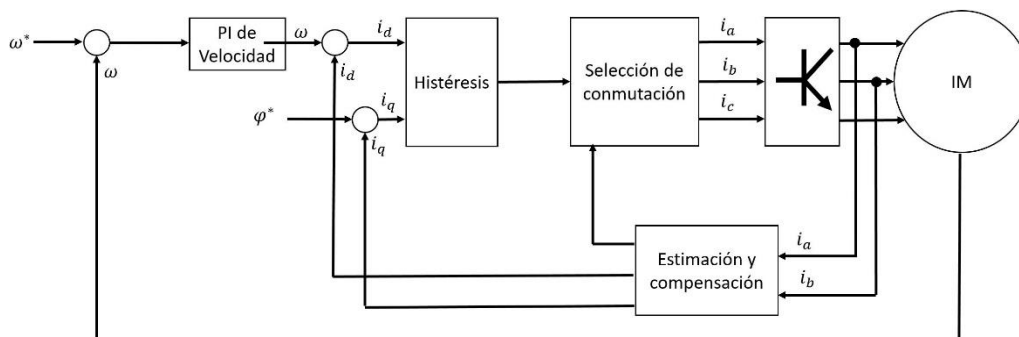 ω*
ω
PI de
Velocidad
ω
i_d
i_d
φ*
i_q
i_q
Histéresis
Selección de
conmutación
i_a
i_b
i_c
IM
Estimación y
compensación
i_a
i_b